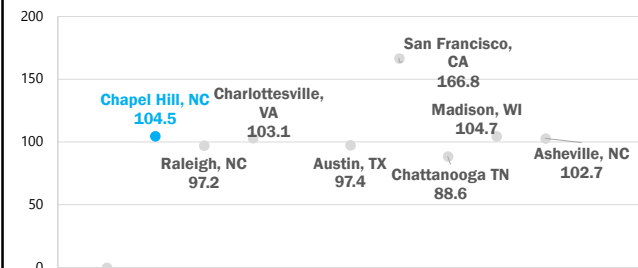 200
San Francisco,
CA
166.8
150
Chapel Hill, NC
104.5
Charlottesville,
VA
103.1
Madison, WI
104.7
100
Raleigh, NC
97.2
Austin, TX
97.4
Chattanooga TN
88.6
Asheville, NC
102.7
50
0